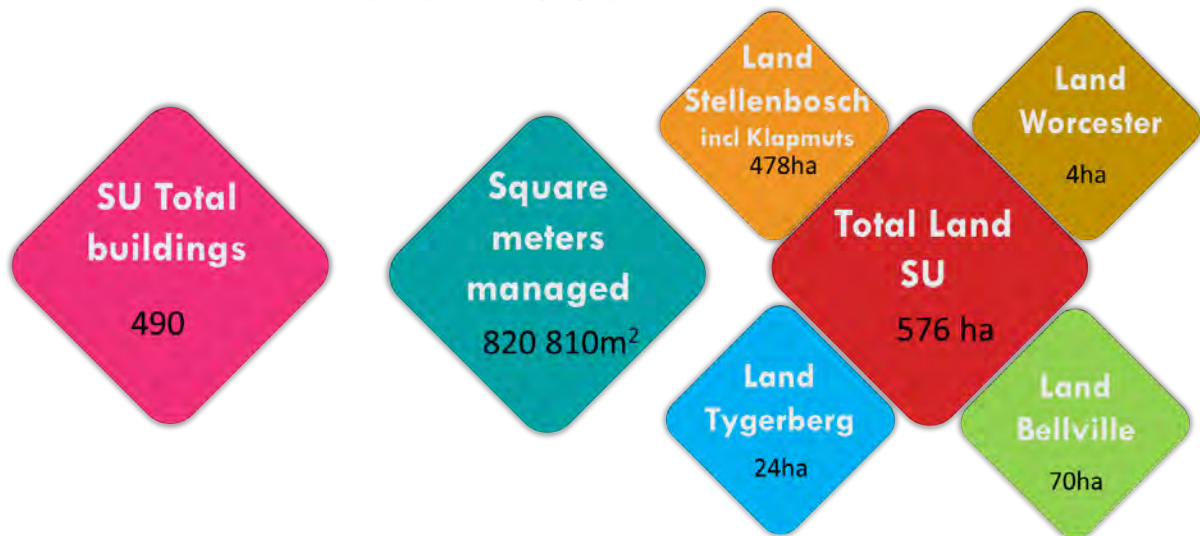 SU Total
buildings
490
Square
meters
managed
820 810m²
Land
Stellenbosch
incl Klapmuts
478ha
Land
Worcester
4ha
Total Land
SU
576 ha
Land
Tygerberg
24ha
Land
Bellville
70ha